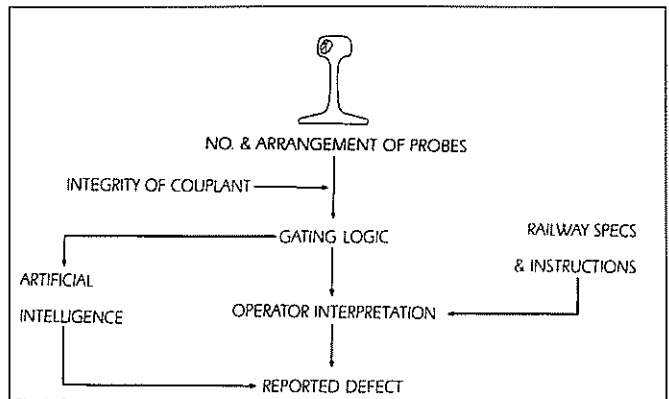 NO. & ARRANGEMENT OF PROBES
INTEGRITY OF COUPLANT
GATING LOGIC
RAILWAY SPECS
& INSTRUCTIONS
ARTIFICIAL
INTELLIGENCE
OPERATOR INTERPRETATION
REPORTED DEFECT